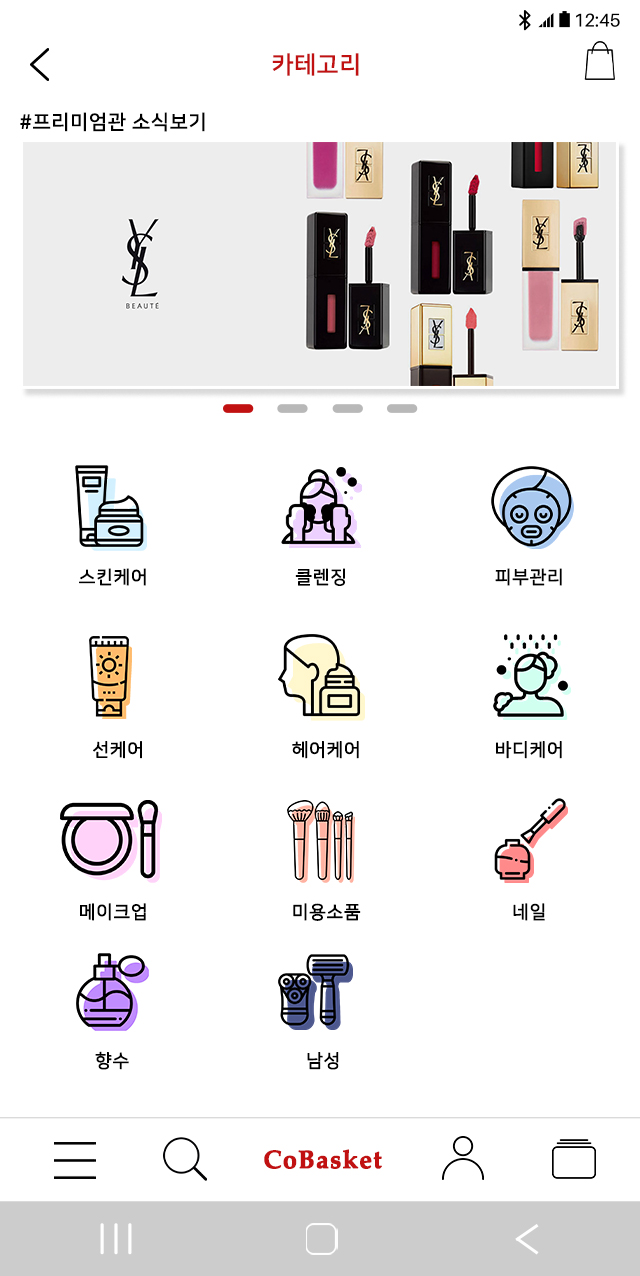 12:45
카테고리
#프리미엄관 소식보기
YSL
BEAUTÉ
스킨케어
클렌징
피부관리
선케어
헤어케어
바디케어
메이크업
미용소품
네일
향수
남성
CoBasket